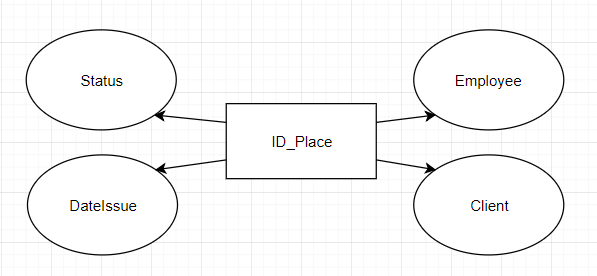 Status
Employee
ID_Place
DateIssue
Client